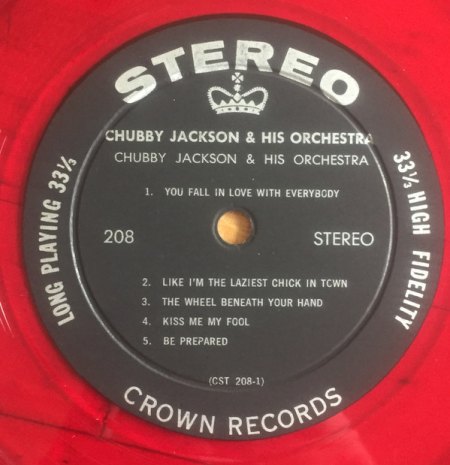 STEREO
CHUBBY JACKSON & HIS ORCHESTRA
CHUBBY JACKSON & HIS ORCHESTRA
1. YOU FALL IN LOVE WITH EVERYBODY
208 STEREO
2. LIKE I'M THE LAZIEST CHICK IN TOWN
3. THE WHEEL BENEATH YOUR HAND
4. KISS ME MY FOOL
5. BE PREPARED
(CST 208-1)
LONG PLAYING 33⅓
33⅓ HIGH FIDELITY
CROWN RECORDS